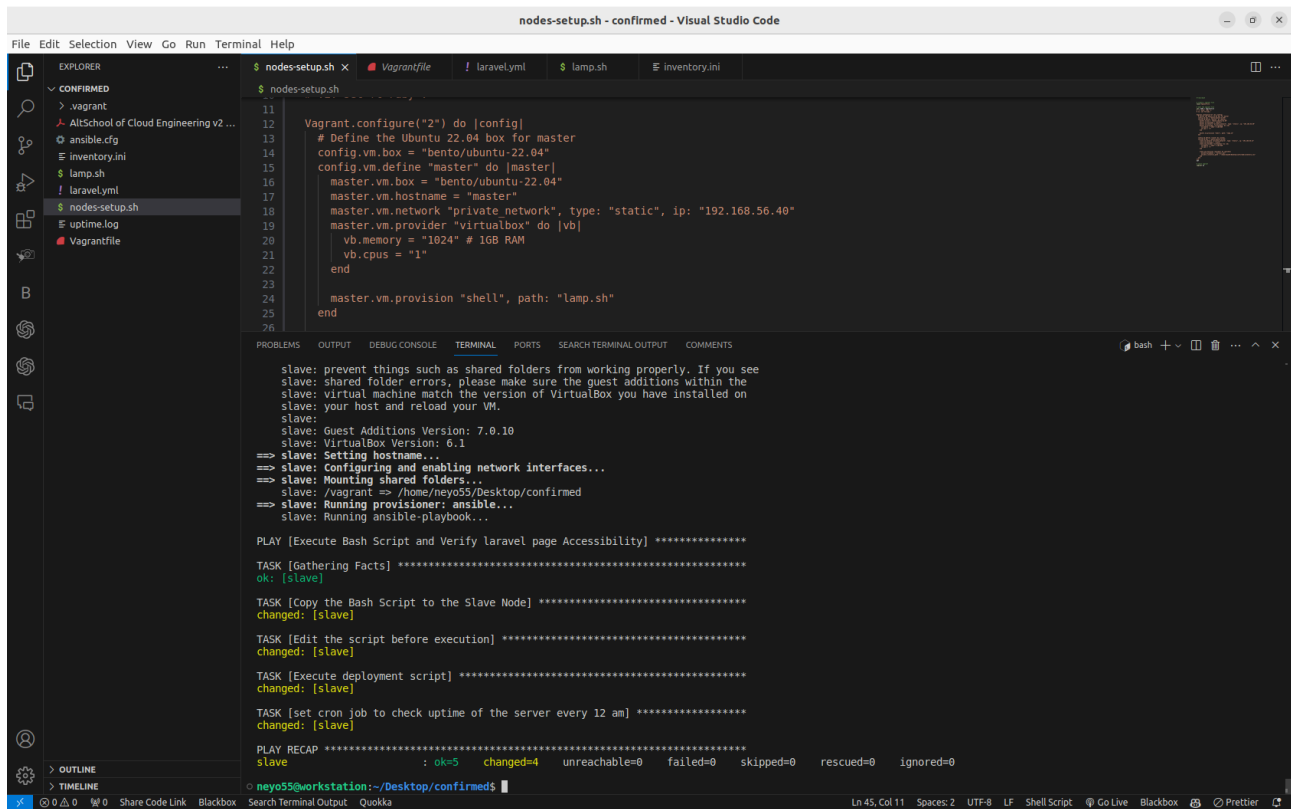 nodes-setup.sh - confirmed - Visual Studio Code
File Edit Selection View Go Run Terminal Help
EXPLORER ...
CONFIRMED
.vagrant
AltSchool of Cloud Engineering v2 ...
ansible.cfg
inventory.ini
$ lamp.sh
! laravel.yml
$ nodes-setup.sh
uptime.log
Vagrantfile
OUTLINE
TIMELINE
$ nodes-setup.sh × Vagrantfile ! laravel.yml $ lamp.sh inventory.ini
$ nodes-setup.sh
11
12 Vagrant.configure("2") do |config|
13 # Define the Ubuntu 22.04 box for master
14 config.vm.box = "bento/ubuntu-22.04"
15 config.vm.define "master" do |master|
16 master.vm.box = "bento/ubuntu-22.04"
17 master.vm.hostname = "master"
18 master.vm.network "private_network", type: "static", ip: "192.168.56.40"
19 master.vm.provider "virtualbox" do |vb|
20 vb.memory = "1024" # 1GB RAM
21 vb.cpus = "1"
22 end
23
24 master.vm.provision "shell", path: "lamp.sh"
25 end
26
PROBLEMS OUTPUT DEBUG CONSOLE TERMINAL PORTS SEARCH TERMINAL OUTPUT COMMENTS
bash
slave: prevent things such as shared folders from working properly. If you see
slave: shared folder errors, please make sure the guest additions within the
slave: virtual machine match the version of VirtualBox you have installed on
slave: your host and reload your VM.
slave:
slave: Guest Additions Version: 7.0.10
slave: VirtualBox Version: 6.1
==> slave: Setting hostname...
==> slave: Configuring and enabling network interfaces...
==> slave: Mounting shared folders...
slave: /vagrant => /home/neyo55/Desktop/confirmed
==> slave: Running provisioner: ansible...
slave: Running ansible-playbook...
PLAY [Execute Bash Script and Verify laravel page Accessibility] ***************
TASK [Gathering Facts] *********************************************************
ok: [slave]
TASK [Copy the Bash Script to the Slave Node] **********************************
changed: [slave]
TASK [Edit the script before execution] ****************************************
changed: [slave]
TASK [Execute deployment script] ***********************************************
changed: [slave]
TASK [set cron job to check uptime of the server every 12 am] ******************
changed: [slave]
PLAY RECAP *********************************************************************
slave : ok=5 changed=4 unreachable=0 failed=0 skipped=0 rescued=0 ignored=0
neyo55@workstation:~/Desktop/confirmed$
0 0 0 Share Code Link Blackbox Search Terminal Output Quokka Ln 45, Col 11 Spaces: 2 UTF-8 LF Shell Script Go Live Blackbox Prettier